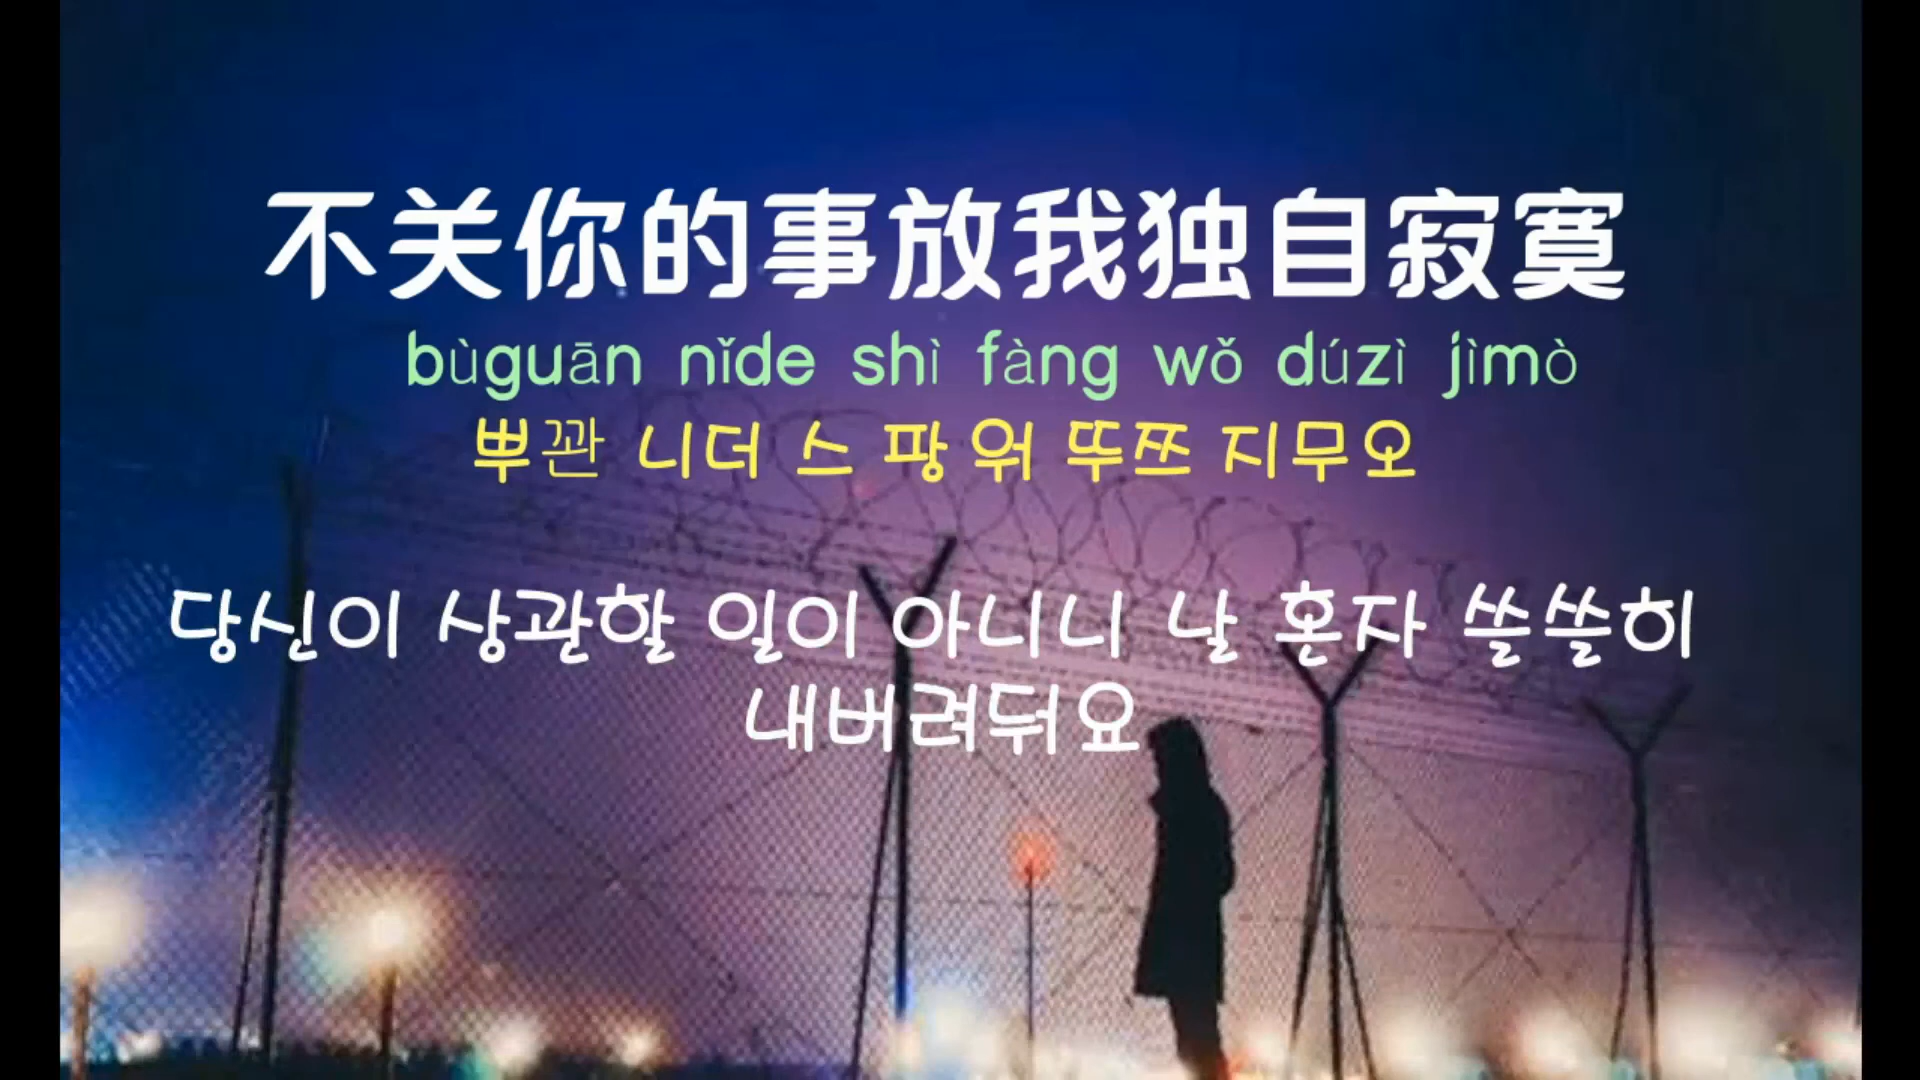 不关你的事放我独自寂寞
bùguān nǐde shì fàng wǒ dúzì jìmò
뿌꽌 니더 스 팡 워 뚜쯔 지무오
당신이 상관할 일이 아니니 날 혼자 쓸쓸히
내버려둬요